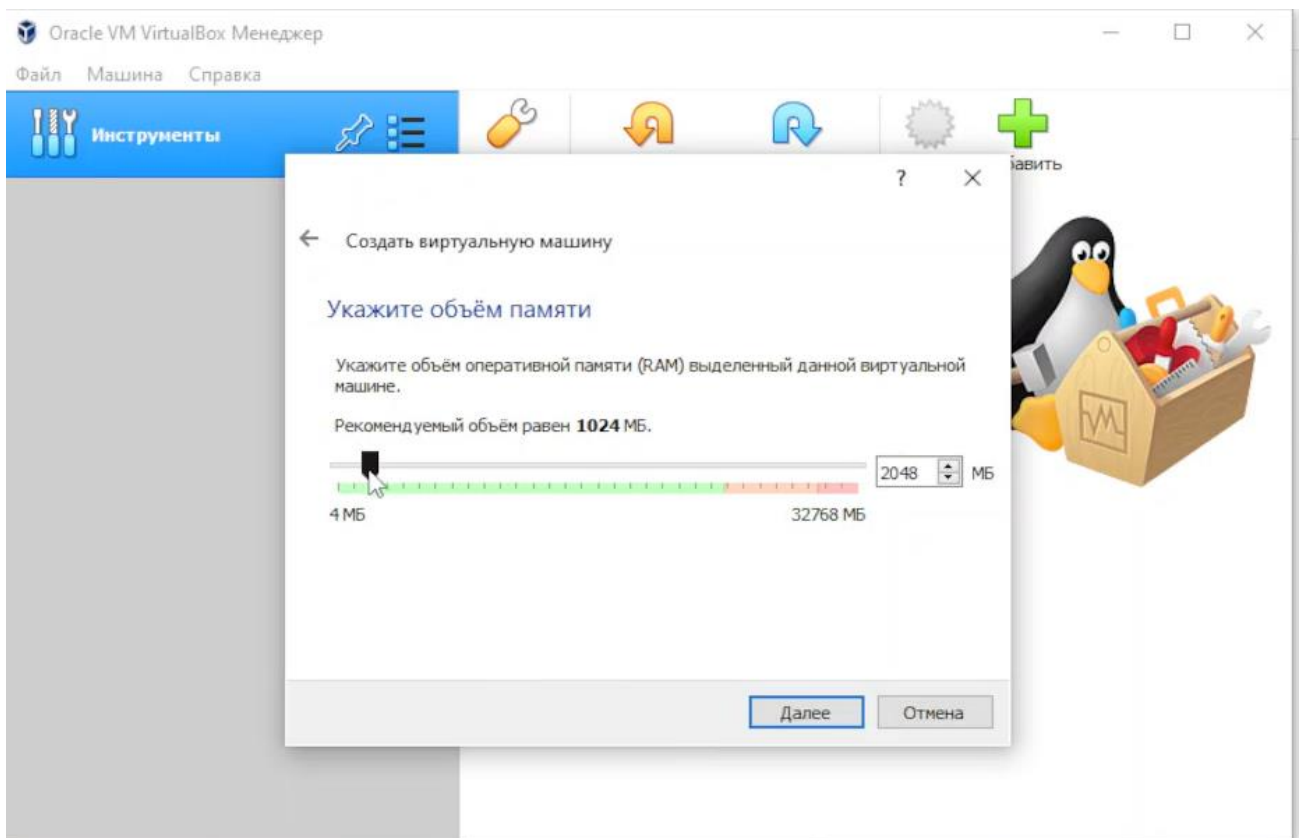 Oracle VM VirtualBox Менеджер
Файл Машина Справка
Инструменты
авить
?
Создать виртуальную машину
Укажите объём памяти
Укажите объём оперативной памяти (RAM) выделенный данной виртуальной
машине.
Рекомендуемый объём равен 1024 МБ.
2048 МБ
4 МБ 32768 МБ
Далее Отмена